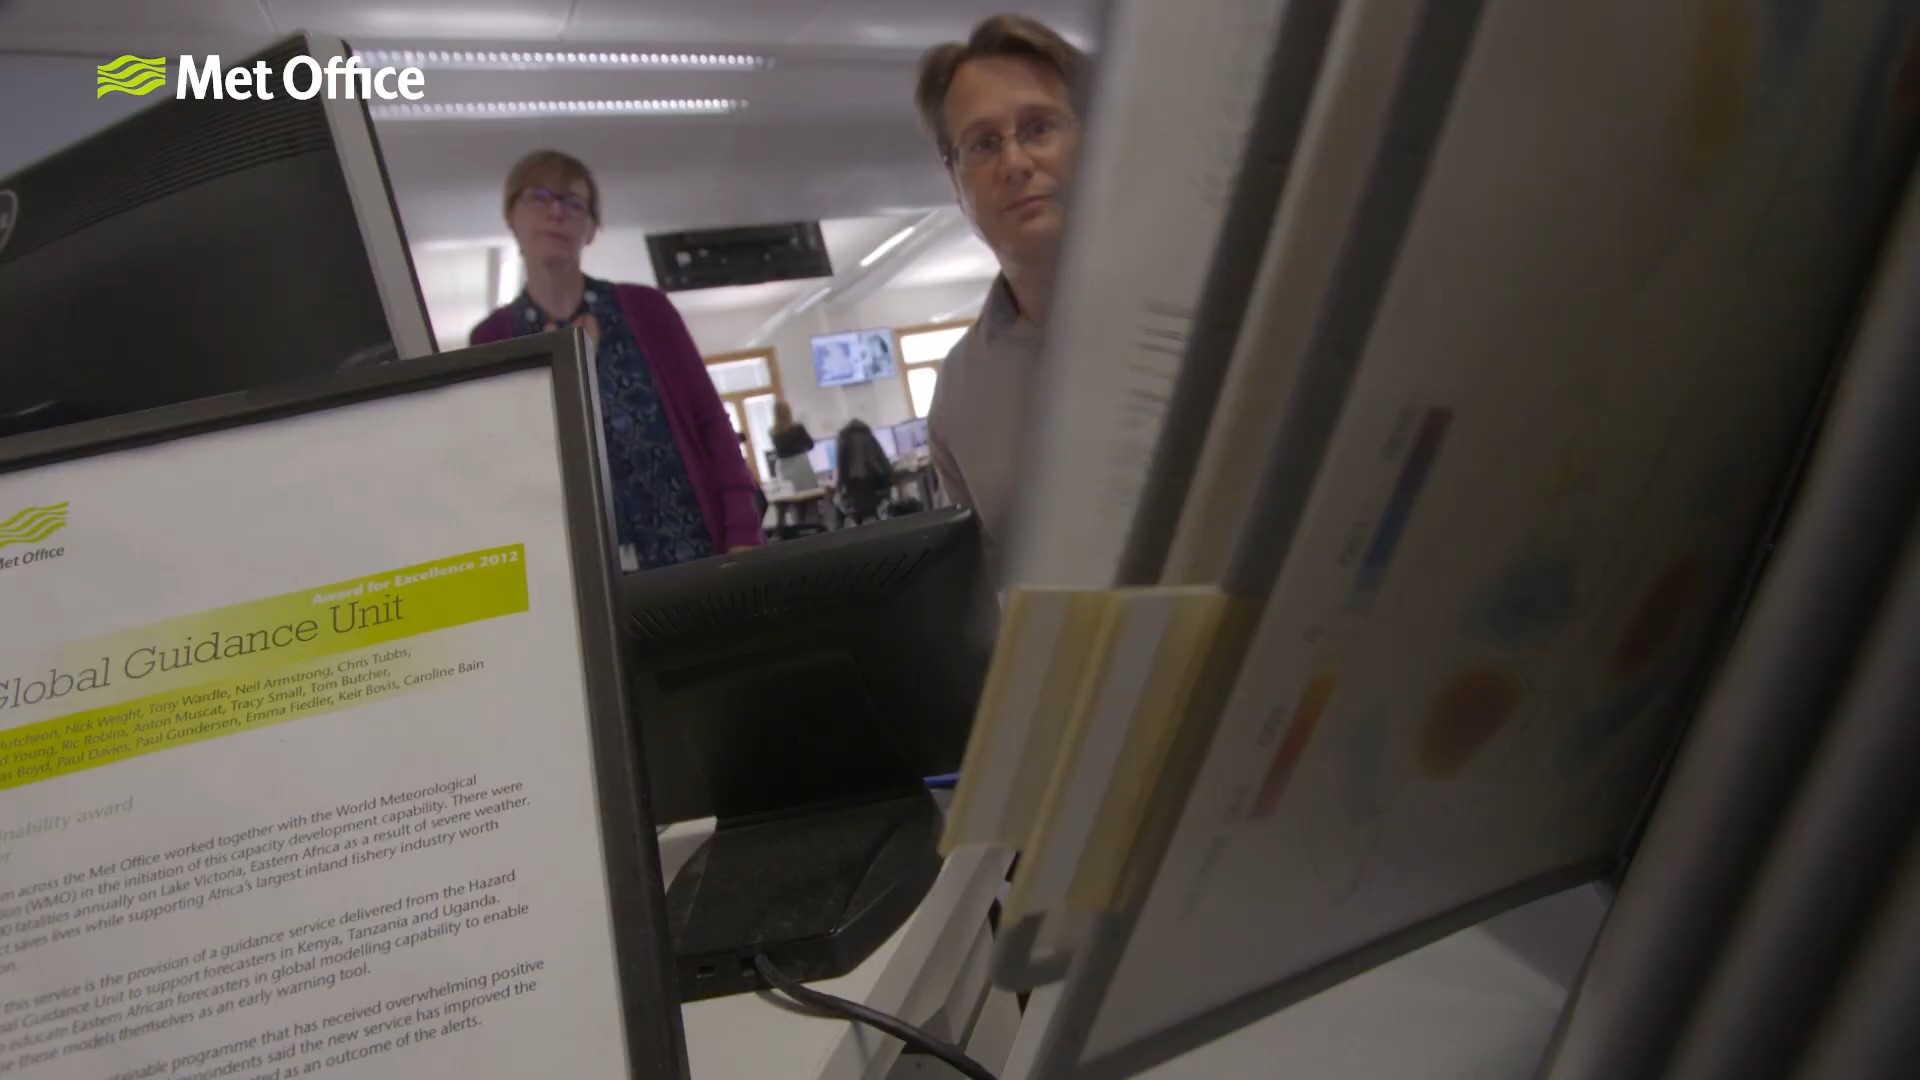 Met Office
Met Office
Award for Excellence 2012
Global Guidance Unit
Hutcheon, Nick Weight, Tony Wardle, Neil Armstrong, Chris Tubbs,
Young, Ric Robins, Anton Muscat, Tracy Small, Tom Butcher,
Boyd, Paul Davies, Paul Gundersen, Emma Fiedler, Keir Bovis, Caroline Bain
award
across the Met Office worked together with the World Meteorological
(WMO) in the initiation of this capacity development capability. There were
fatalities annually on Lake Victoria, Eastern Africa as a result of severe weather.
saves lives while supporting Africa's largest inland fishery industry worth
this service is the provision of a guidance service delivered from the Hazard
Guidance Unit to support forecasters in Kenya, Tanzania and Uganda.
educate Eastern African forecasters in global modelling capability to enable
these models themselves as an early warning tool.
programme that has received overwhelming positive
said the new service has improved the
as an outcome of the alerts.